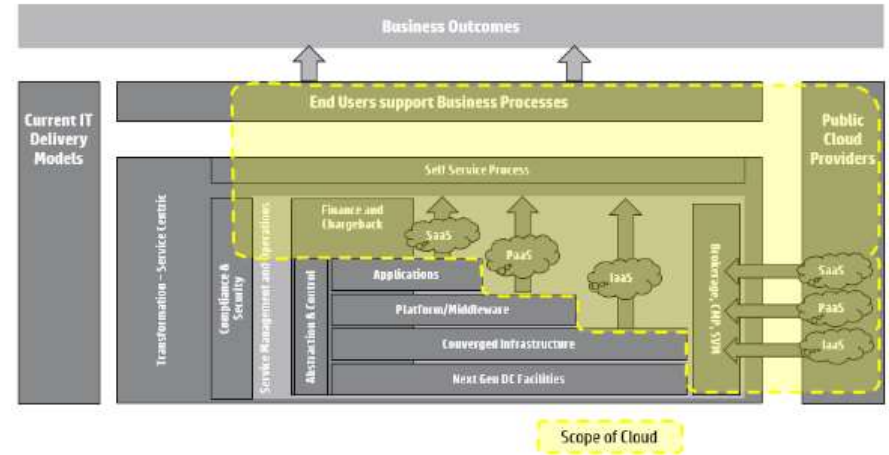 Business Outcomes
Current IT
Delivery
Models
End Users support Business Processes
Public
Cloud
Providers
Self Service Process
Transformation – Service Centric
Compliance &
Security
Service Management and Operations
Finance and
Chargeback
SaaS
PaaS
IaaS
Abstraction & Control
Applications
Platform/Middleware
Converged Infrastructure
Next Gen DC Facilities
Brokerage, CMP, SVM
SaaS
PaaS
IaaS
Scope of Cloud